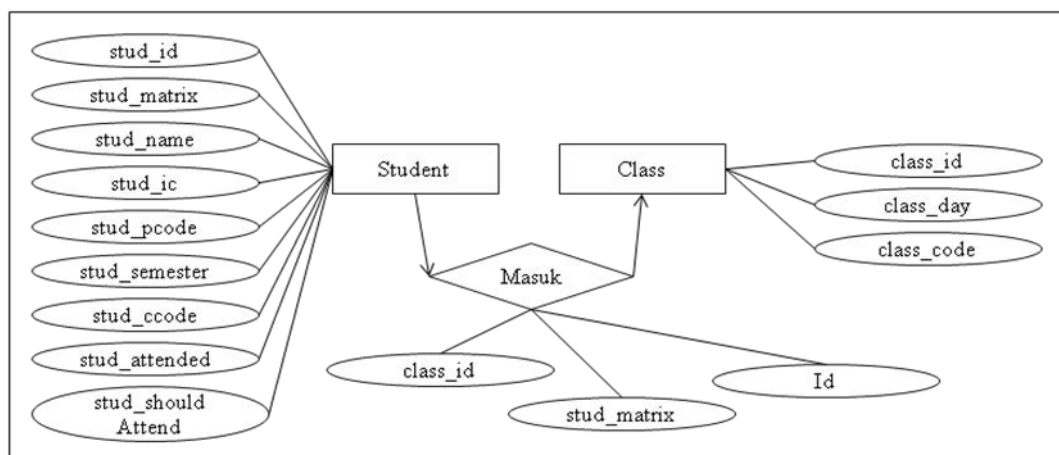 stud_id
stud_matrix
stud_name
stud_ic
stud_pcode
stud_semester
stud_ccode
stud_attended
stud_should
Attend
Student
Class
class_id
class_day
class_code
Masuk
class_id
stud_matrix
Id